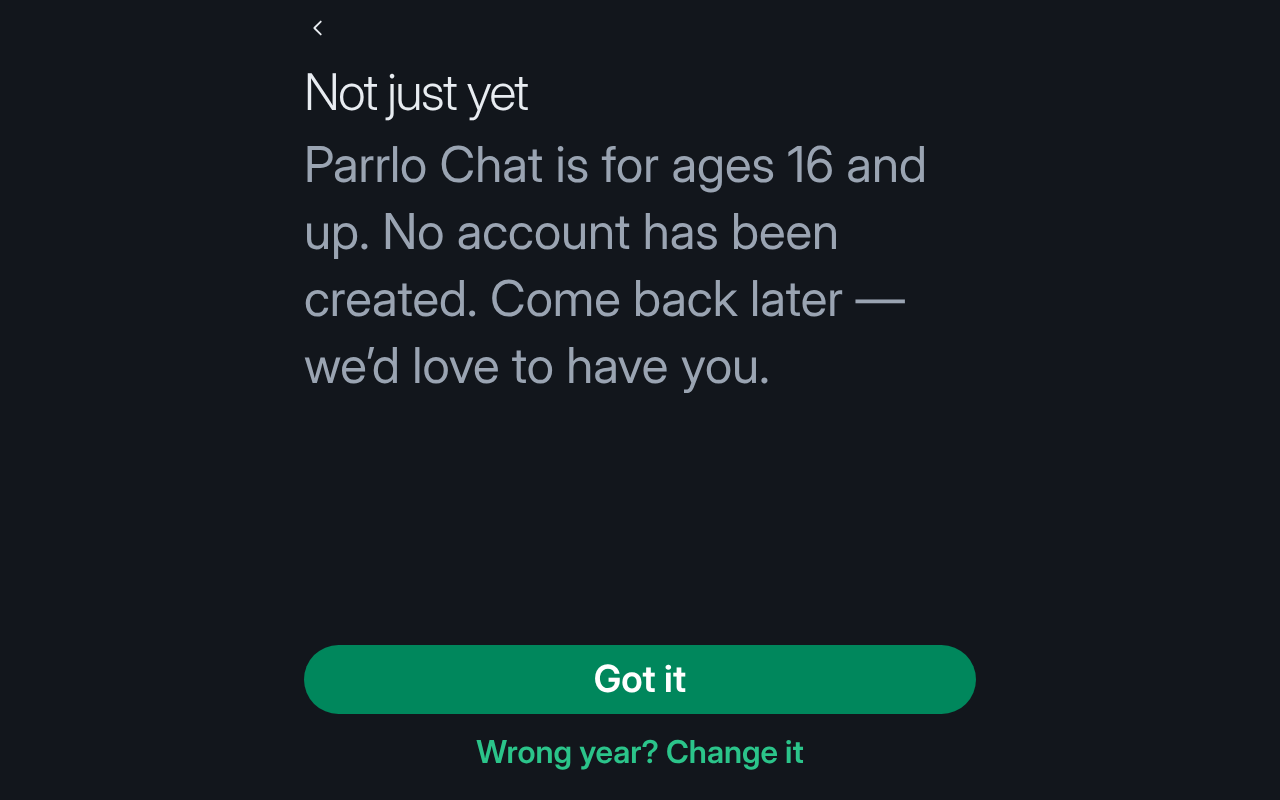 Not just yet
Parrlo Chat is for ages 16 and
up. No account has been
created. Come back later —
we’d love to have you.
Got it
Wrong year? Change it